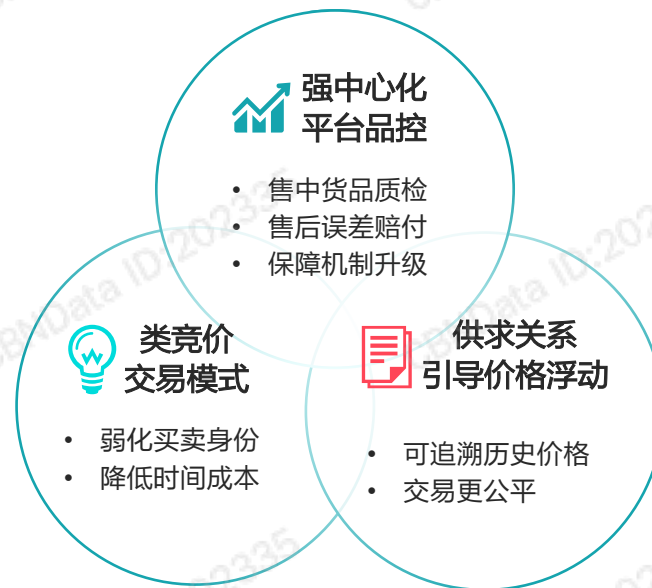 强中心化
平台品控
• 售中货品质检
• 售后误差赔付
• 保障机制升级
类竞价
交易模式
• 弱化买卖身份
• 降低时间成本
供求关系
引导价格浮动
• 可追溯历史价格
• 交易更公平
CBNData ID:202335